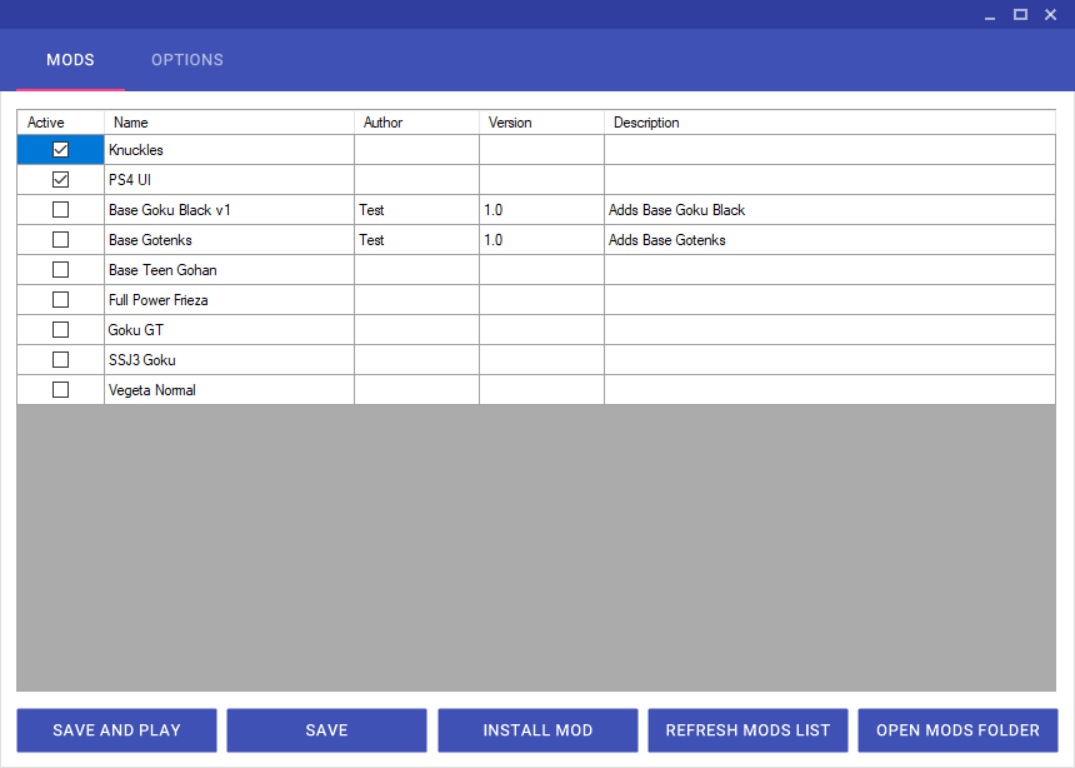 MODS OPTIONS
Active Name Author Version Description
Knuckles
PS4 UI
Base Goku Black v1 Test 1.0 Adds Base Goku Black
Base Gotenks Test 1.0 Adds Base Gotenks
Base Teen Gohan
Full Power Frieza
Goku GT
SSJ3 Goku
Vegeta Normal
SAVE AND PLAY SAVE INSTALL MOD REFRESH MODS LIST OPEN MODS FOLDER